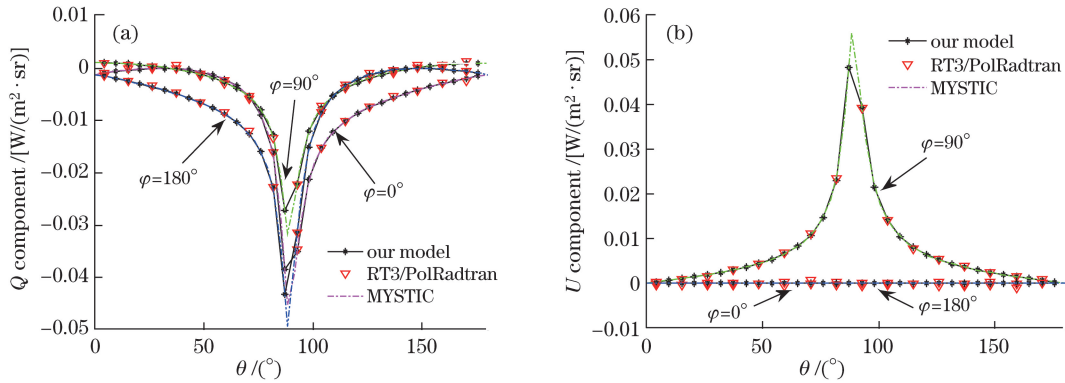 (a)
Q component /[W/(m²·sr)]
0.01
0
−0.01
−0.02
−0.03
−0.04
−0.05
0
50
100
150
θ /(°)
φ=90°
φ=180°
φ=0°
our model
RT3/PolRadtran
MYSTIC
(b)
U component /[W/(m²·sr)]
0.06
0.05
0.04
0.03
0.02
0.01
0
−0.01
0
50
100
150
θ /(°)
our model
RT3/PolRadtran
MYSTIC
φ=90°
φ=0°
φ=180°